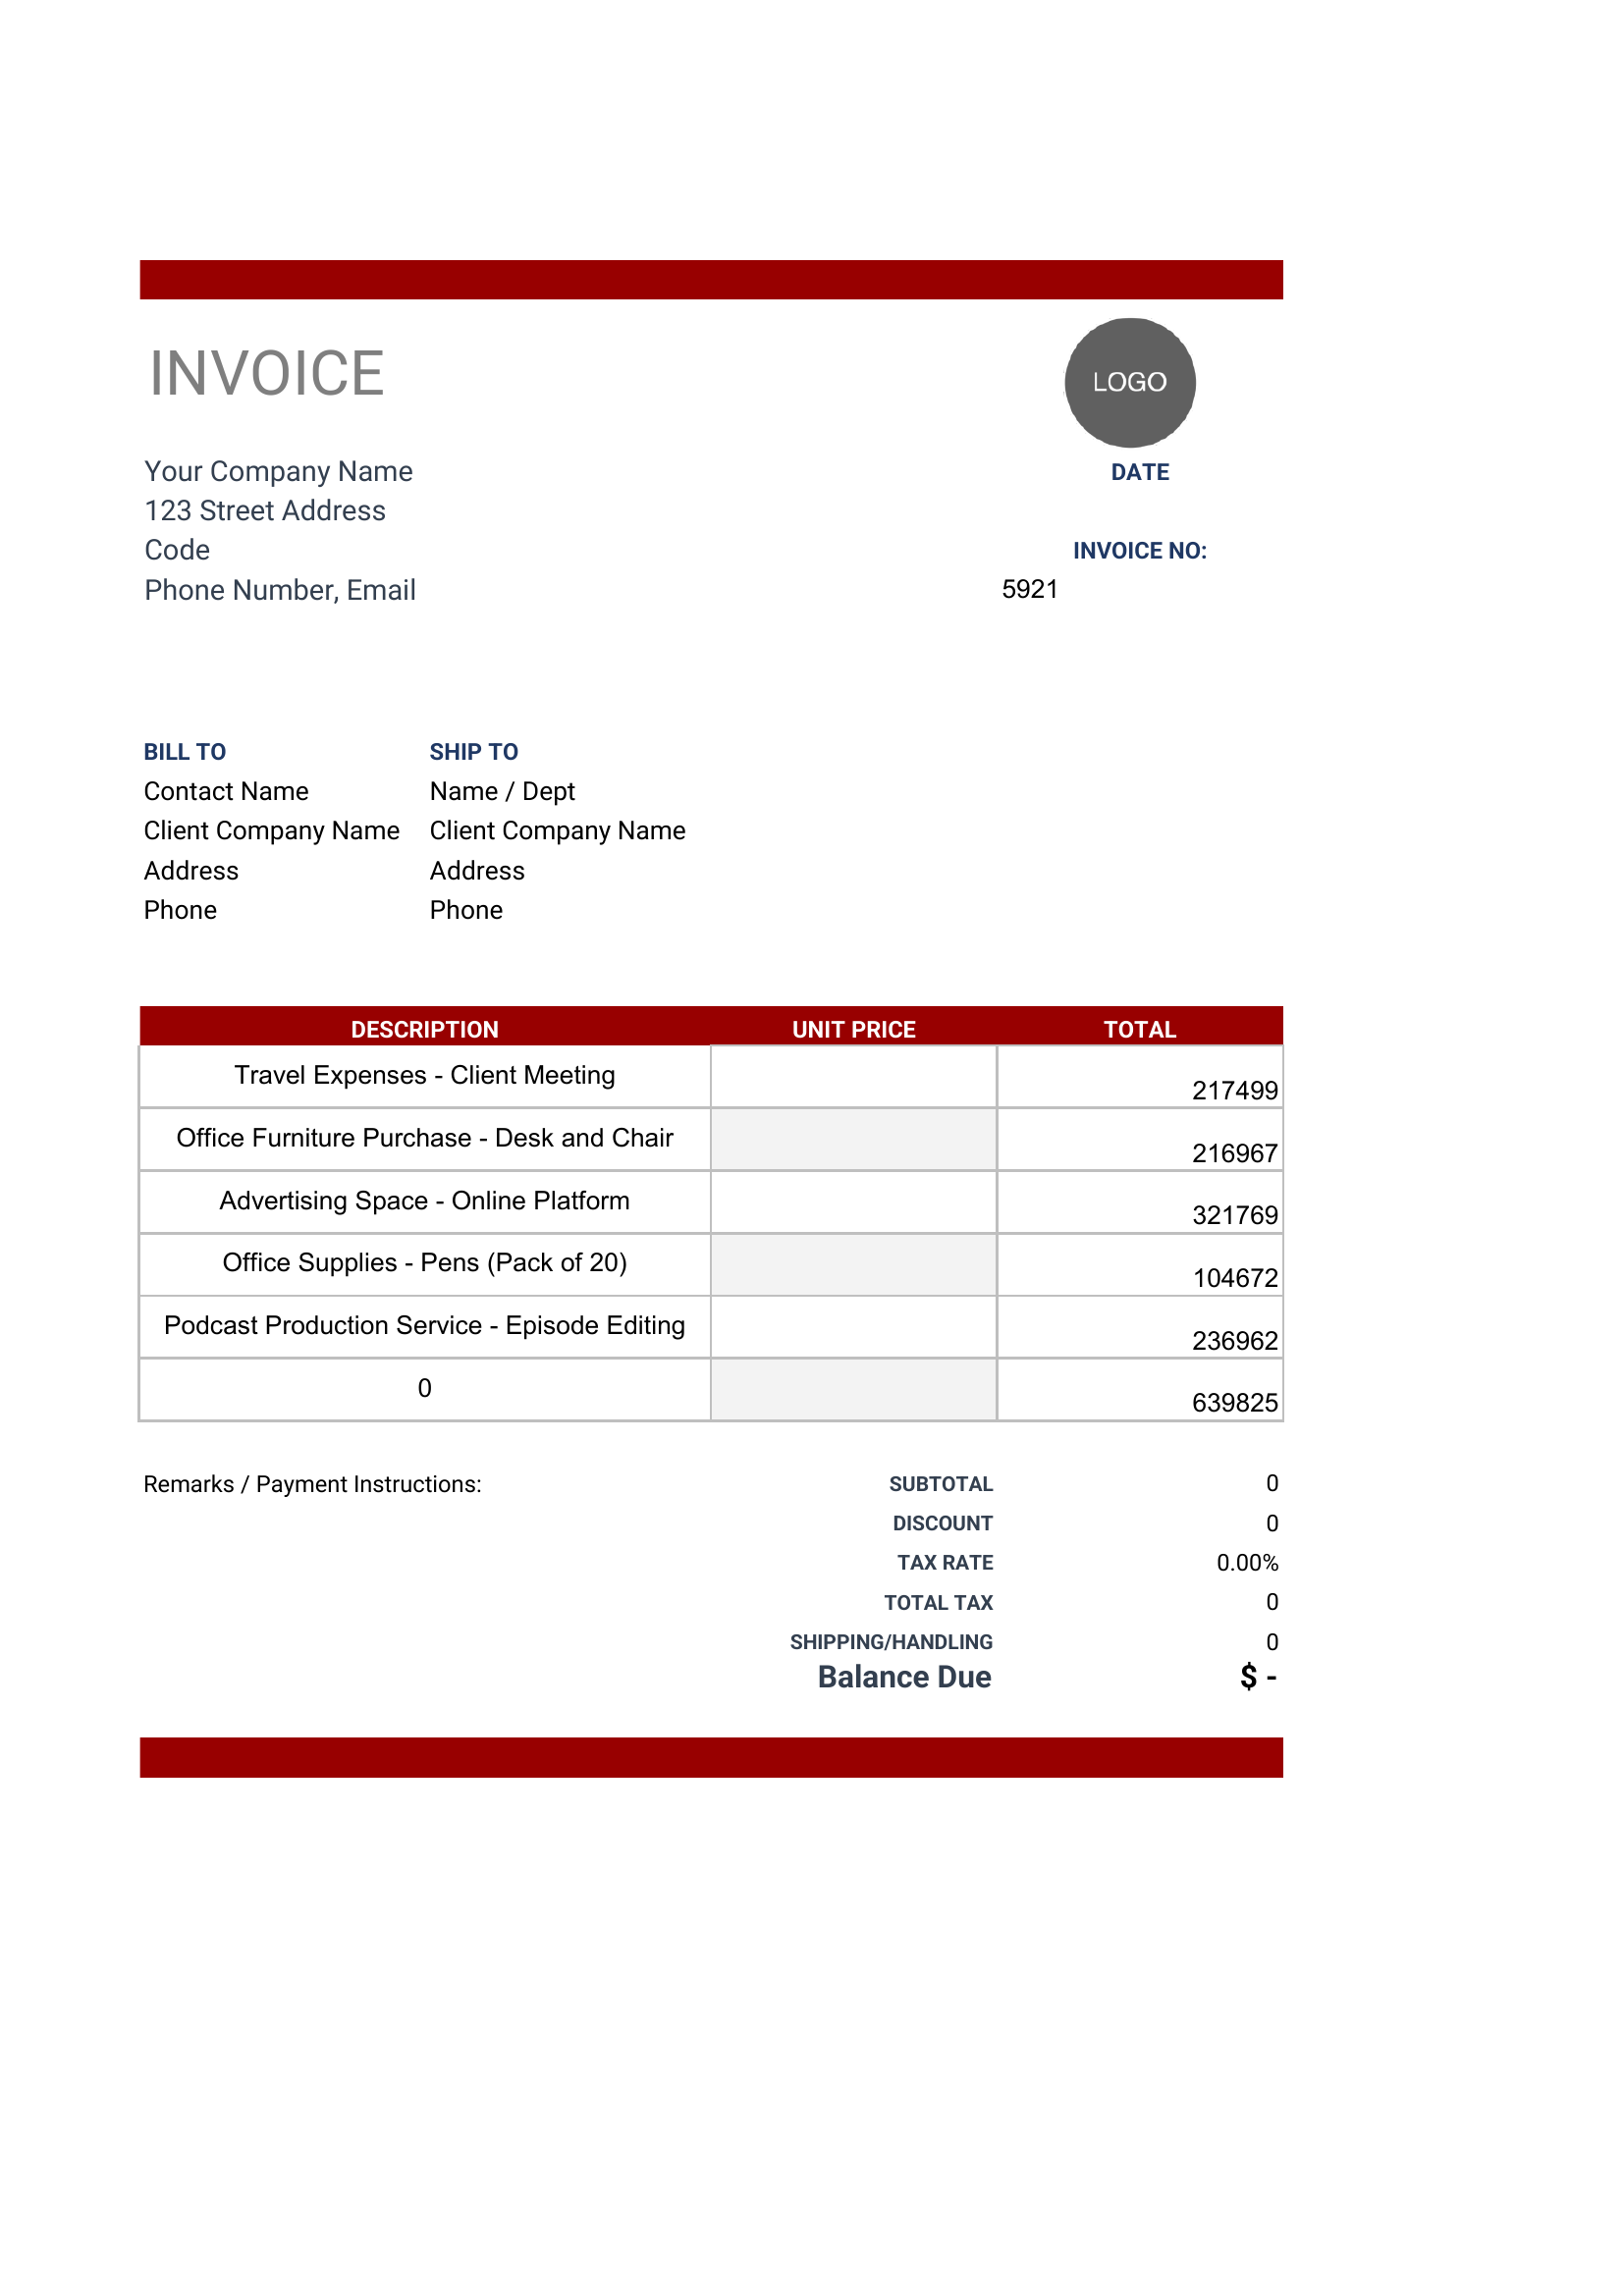 INVOICE
LOGO
Your Company Name
DATE
123 Street Address
Code
INVOICE NO:
Phone Number, Email
5921
BILL TO
SHIP TO
Contact Name
Name / Dept
Client Company Name
Client Company Name
Address
Address
Phone
Phone
DESCRIPTION UNIT PRICE TOTAL
Travel Expenses - Client Meeting 217499
Office Furniture Purchase - Desk and Chair 216967
Advertising Space - Online Platform 321769
Office Supplies - Pens (Pack of 20) 104672
Podcast Production Service - Episode Editing 236962
0 639825
Remarks / Payment Instructions:
SUBTOTAL 0
DISCOUNT 0
TAX RATE 0.00%
TOTAL TAX 0
SHIPPING/HANDLING 0
Balance Due $ -